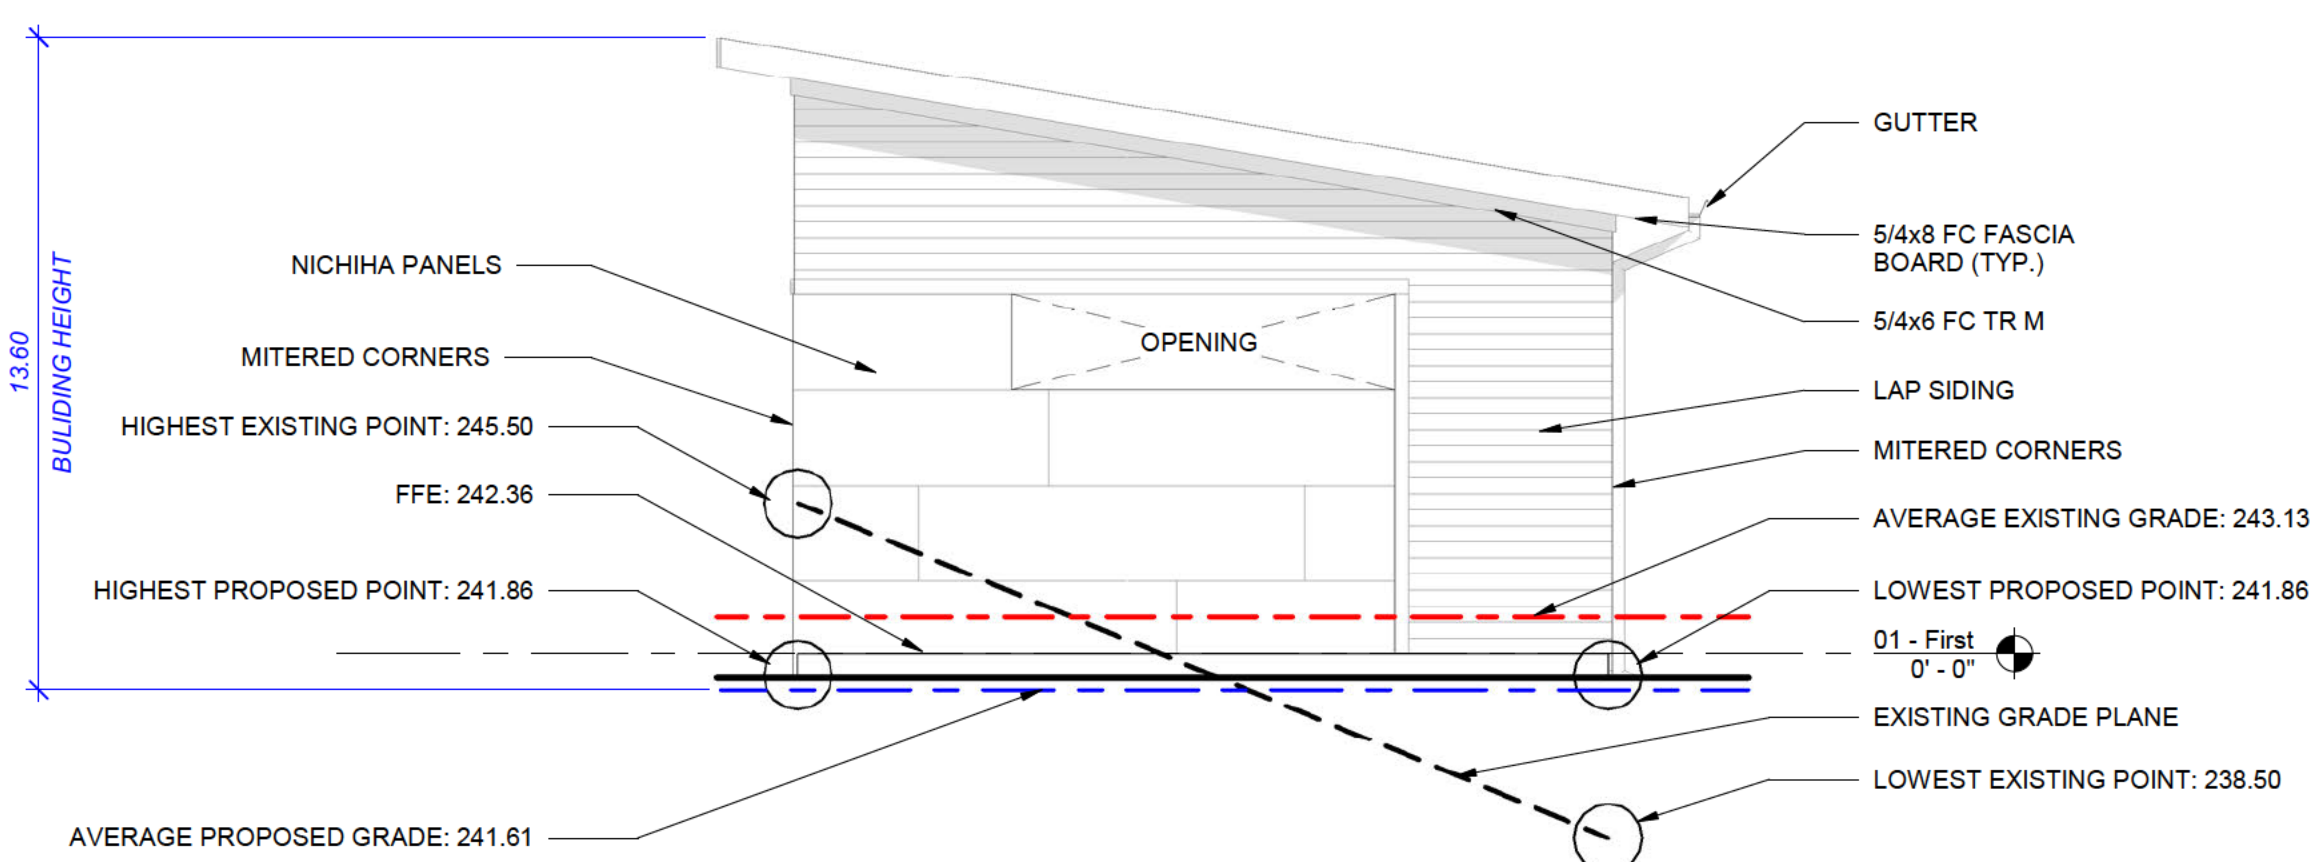 GUTTER
5/4x8 FC FASCIA
BOARD (TYP.)
NICHIHA PANELS
5/4x6 FC TR M
13.60
BULIDING HEIGHT
OPENING
MITERED CORNERS
LAP SIDING
HIGHEST EXISTING POINT: 245.50
MITERED CORNERS
FFE: 242.36
AVERAGE EXISTING GRADE: 243.13
HIGHEST PROPOSED POINT: 241.86
LOWEST PROPOSED POINT: 241.86
01 - First
0' - 0"
EXISTING GRADE PLANE
LOWEST EXISTING POINT: 238.50
AVERAGE PROPOSED GRADE: 241.61